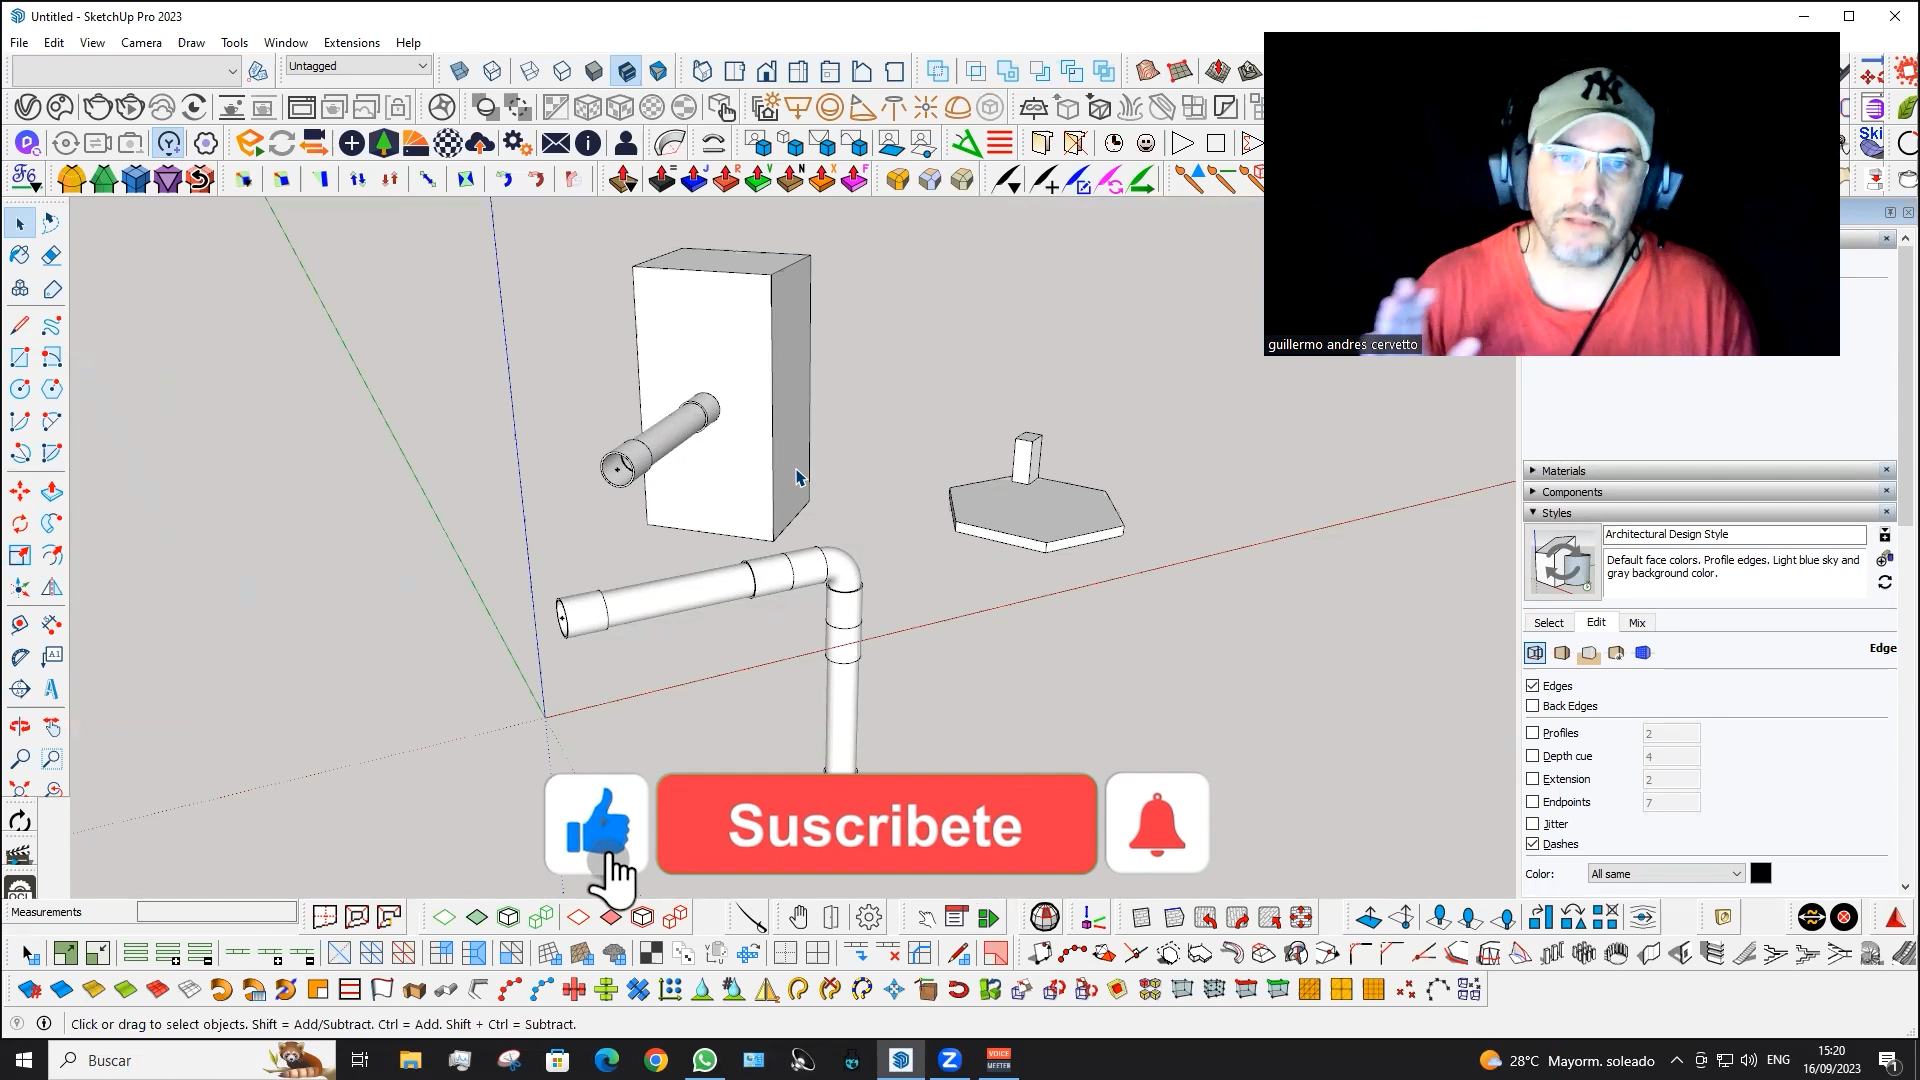 Untitled - SketchUp Pro 2023
File Edit View Camera Draw Tools Window Extensions Help
Untagged
guillermo andres cervetto
Materials
Components
Styles
Architectural Design Style
Default face colors. Profile edges. Light blue sky and
gray background color.
Select Edit Mix
Edge
Edges
Back Edges
Profiles 2
Depth cue 4
Extension 2
Endpoints 7
Jitter
Dashes
Color: All same
Suscribete
Measurements
Click or drag to select objects. Shift = Add/Subtract. Ctrl = Add. Shift + Ctrl = Subtract.
Buscar
VOICE
MEETER
28°C Mayorm. soleado
ENG
15:20
16/09/2023